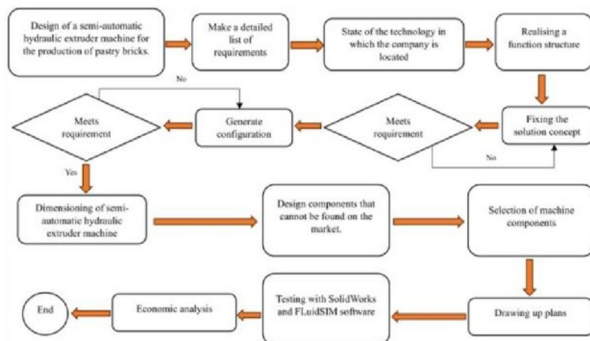 Design of a semi-automatic
hydraulic extruder machine for
the production of pastry bricks.
Make a detailed
list of
requirements
State of the technology in
which the company is
located
Realising a
function structure
Fixing the
solution concept
Meets
requirement
No
Generate
configuration
Meets
requirement
No
Yes
Dimensioning of semi-
automatic hydraulic
extruder machine
Design components that
cannot be found on the
market.
Selection of machine
components
Drawing up plans
Testing with SolidWorks
and FLuidSIM software
Economic analysis
End